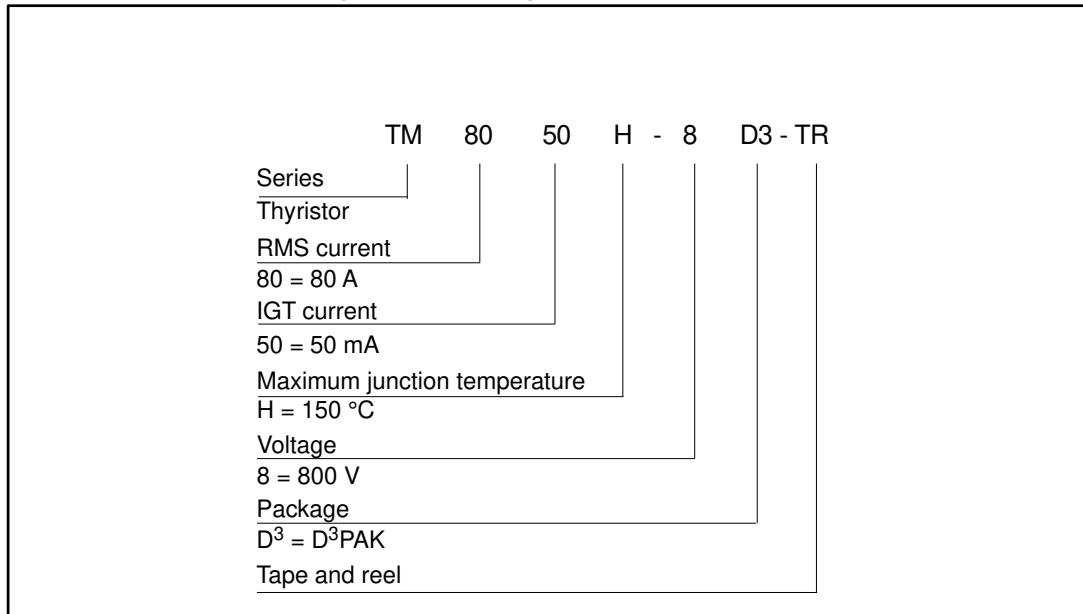 TM 80 50 H - 8 D3 - TR
Series
Thyristor
RMS current
80 = 80 A
IGT current
50 = 50 mA
Maximum junction temperature
H = 150 °C
Voltage
8 = 800 V
Package
D³ = D³PAK
Tape and reel